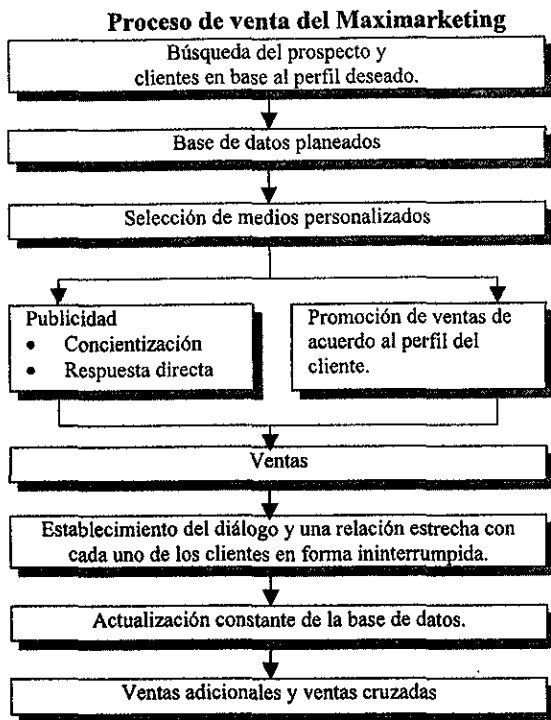 Proceso de venta del Maximarketing
Búsqueda del prospecto y
clientes en base al perfil deseado.
Base de datos planeados
Selección de medios personalizados
Publicidad
• Concientización
• Respuesta directa
Promoción de ventas de
acuerdo al perfil del
cliente.
Ventas
Establecimiento del diálogo y una relación estrecha con
cada uno de los clientes en forma ininterrumpida.
Actualización constante de la base de datos.
Ventas adicionales y ventas cruzadas